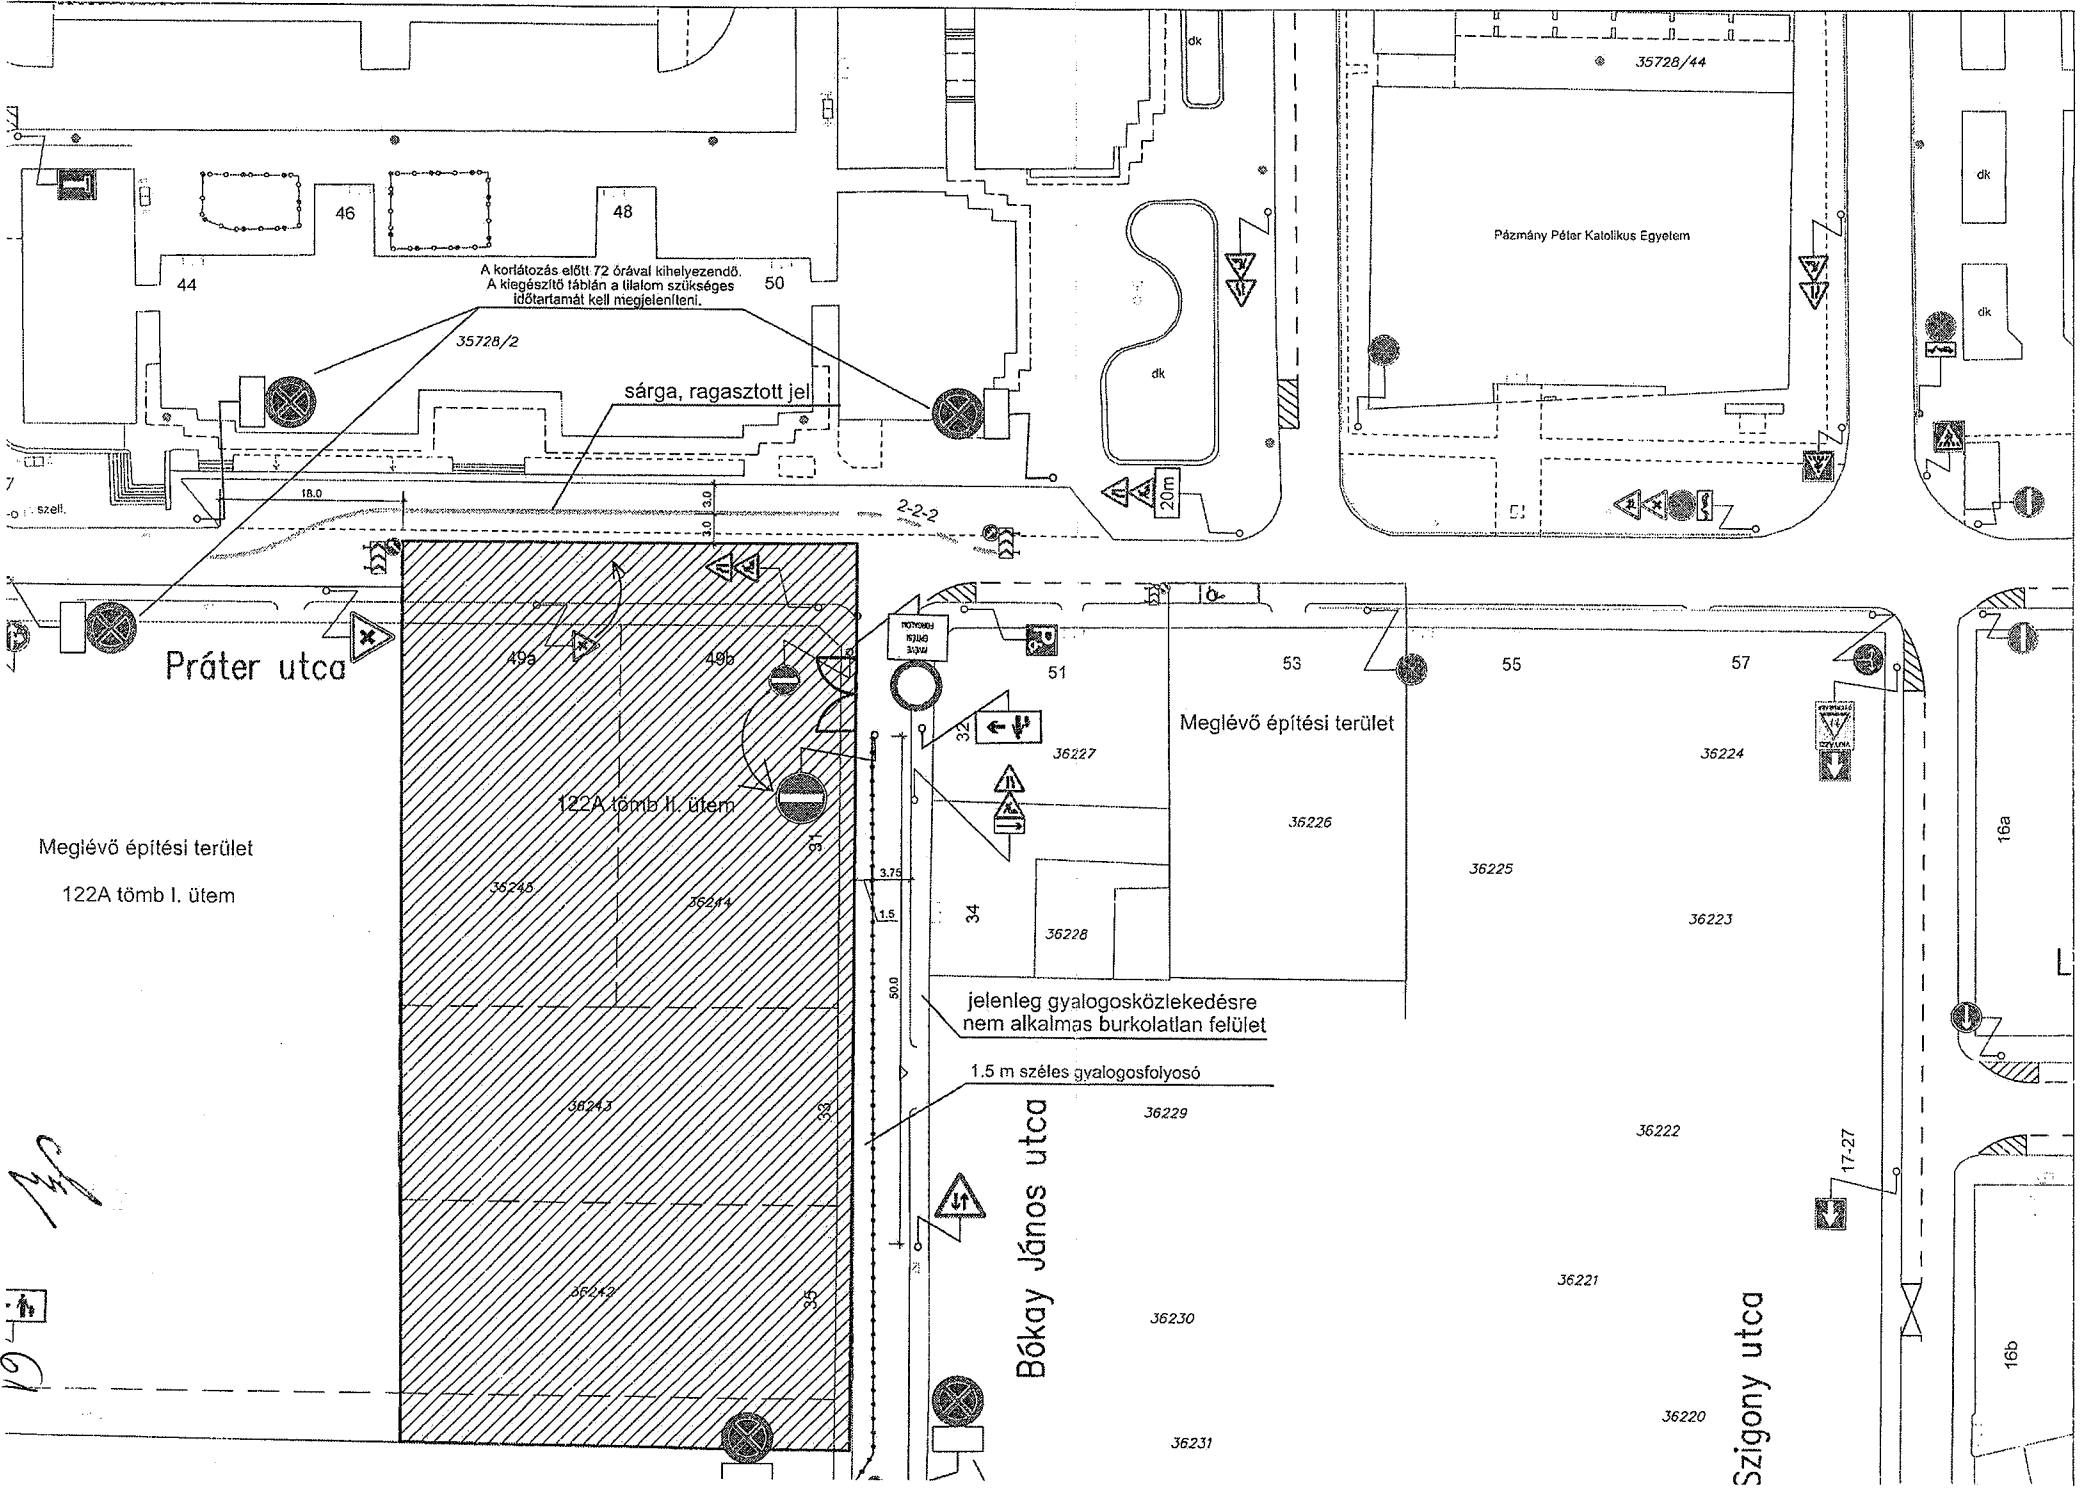 dk
35728/44
dk
46
48
Pázmány Péter Katolikus Egyetem
A korlátozás előtt 72 órával kihelyezendő.
A kiegészítő táblán a tilalom szükséges
időtartamát kell megjeleníteni.
44
50
dk
35728/2
dk
sárga, ragasztott jel
7
szell.
18.0
3.0
3.0
2-2-2
20m
Práter utca
49a
49b
ÉPÍTÉSI
51
53
55
57
32
36227
Meglévő építési terület
36224
122A tömb II. ütem
31
36226
16a
Meglévő építési terület
122A tömb I. ütem
3.75
36225
36245
36244
1.5
34
36223
36228
L
50.0
jelenleg gyalogosközlekedésre
nem alkalmas burkolatlan felület
1.5 m széles gyalogosfolyosó
36243
33
36229
36222
17-27
Bókay János utca
36242
35
36221
36230
Szigony utca
16b
36220
36231